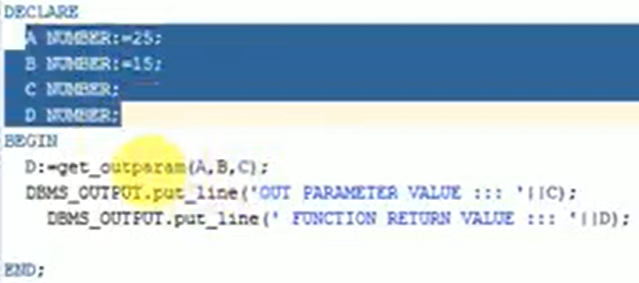 DECLARE
A NUMBER:=25;
B NUMBER:=15;
C NUMBER;
D NUMBER;
BEGIN
D:=get_outparam(A,B,C);
DBMS_OUTPUT.put_line('OUT PARAMETER VALUE ::: '||C);
DBMS_OUTPUT.put_line(' FUNCTION RETURN VALUE ::: '||D);
END;